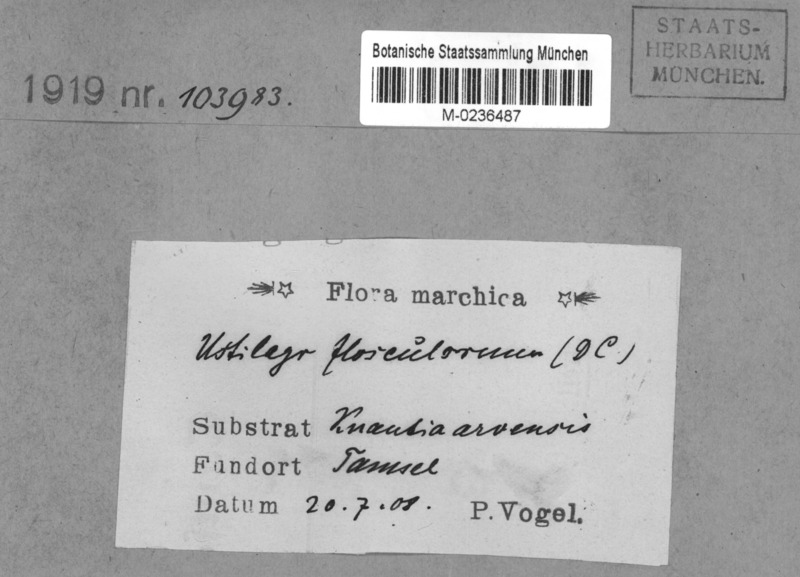 1919 nr. 103983.
Botanische Staatssammlung München
M-0236487
STAATS-
HERBARIUM
MÜNCHEN.
Flora marchica
Ustilago flosculorum (DC.)
Substrat Knautia arvensis
Fundort Tamsel
Datum 20.7.08.
P. Vogel.